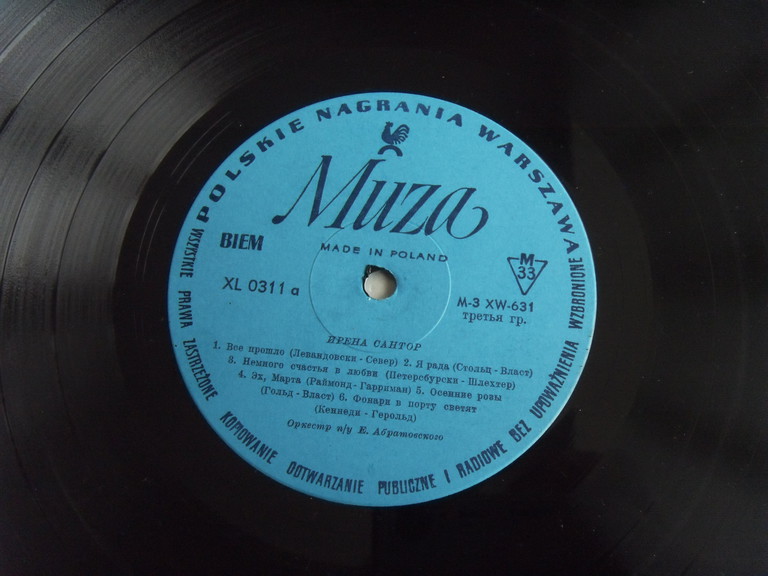 POLSKIE NAGRANIA WARSZAWA
Muza
MADE IN POLAND
BIEM
XL 0311 a
M
33
M-3 XW-631
третья гр.
ИРЕНА САНТОР
1. Все прошло (Левандовски - Север) 2. Я рада (Стольц - Власт)
3. Немного счастья в любви (Петерсбурски - Шлехтер)
4. Эх, Марта (Раймонд - Гарриман) 5. Осенние розы
(Гольд - Власт) 6. Фонари в порту светят
(Кеннеди - Герольд)
Оркестр п/у Е. Абратовского
WSZYSTKIE PRAWA ZASTRZEŻONE KOPIOWANIE ODTWARZANIE PUBLICZNE I RADIOWE BEZ UPOWAŻNIENIA WZBRONIONE